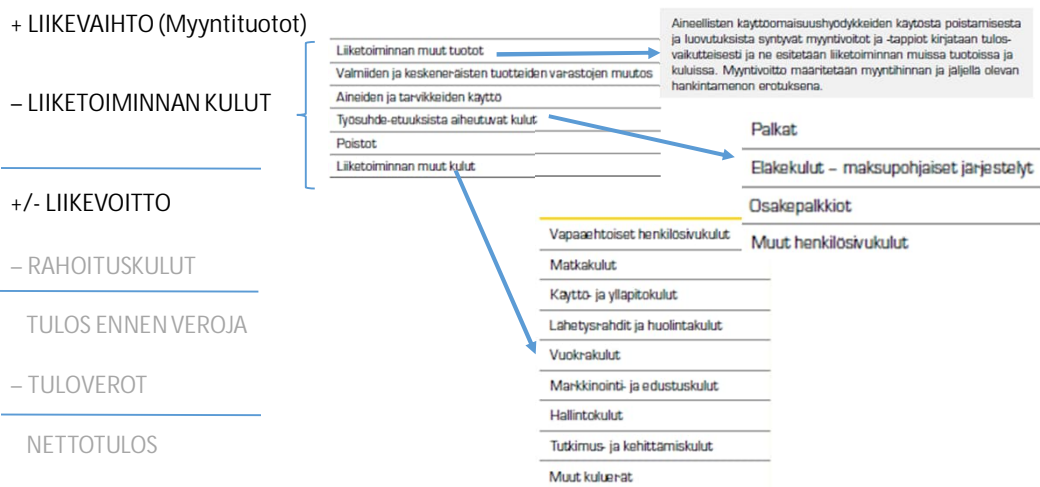 + LIIKEVAIHTO (Myyntituotot)
– LIIKETOIMINNAN KULUT
+/- LIIKEVOITTO
– RAHOITUSKULUT
TULOS ENNEN VEROJA
– TULOVEROT
NETTOTULOS
Liiketoiminnan muut tuotot
Valmiiden ja keskeneräisten tuotteiden varastojen muutos
Aineiden ja tarvikkeiden käyttö
Työsuhde-etuuksista aiheutuvat kulut
Poistot
Liiketoiminnan muut kulut
Aineellisten käyttöomaisuushyödykkeiden käytöstä poistamisesta
ja luovutuksista syntyvät myyntivoitot ja -tappiot kirjataan tulos-
vaikutteisesti ja ne esitetään liiketoiminnan muissa tuotoissa ja
kuluissa. Myyntivoitto määritetään myyntihinnan ja jäljellä olevan
hankintamenon erotuksena.
Palkat
Eläkekulut – maksupohjaiset järjestelyt
Osakepalkkiot
Muut henkilösivukulut
Vapaaehtoiset henkilösivukulut
Matkakulut
Käyttö- ja ylläpitokulut
Lähetysrahdit ja huolintakulut
Vuokrakulut
Markkinointi- ja edustuskulut
Hallintokulut
Tutkimus- ja kehittämiskulut
Muut kuluerät